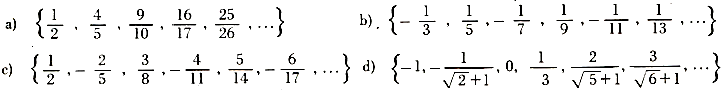 a) {1/2, 4/5, 9/10, 16/17, 25/26, ...} b). {-1/3, 1/5, -1/7, 1/9, -1/11, 1/13, ...}
c) {1/2, -2/5, 3/8, -4/11, 5/14, -6/17, ...} d) {-1, -1/(√2+1), 0, 1/3, 2/(√5+1), 3/(√6+1), ...}